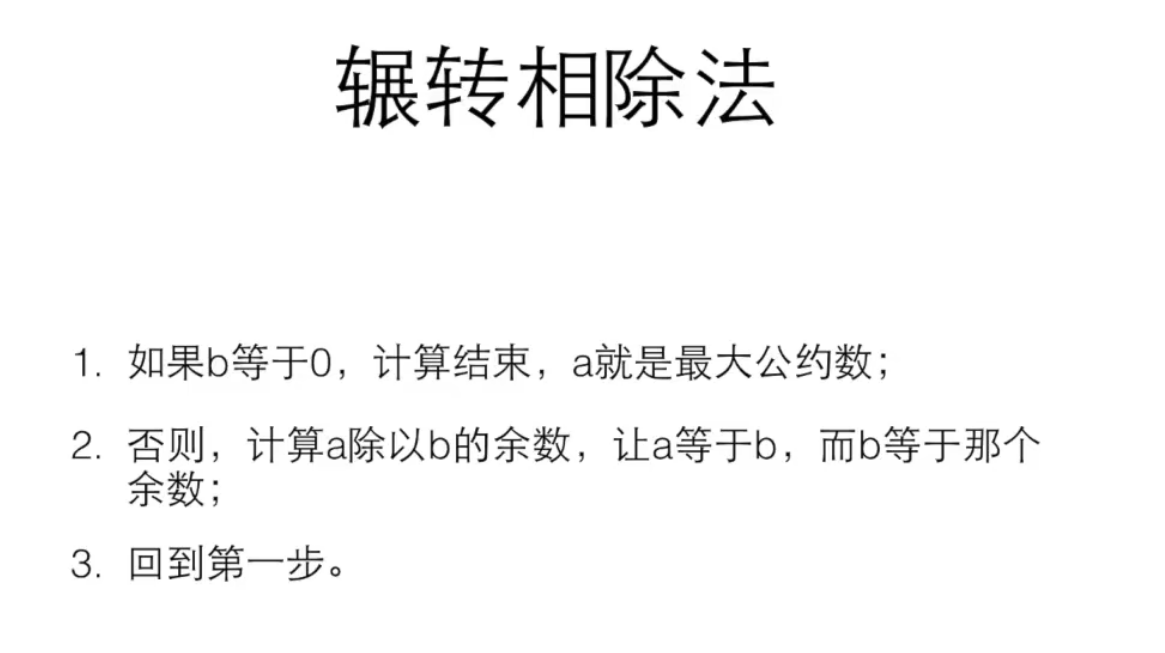 辗转相除法
1. 如果b等于0，计算结束，a就是最大公约数；
2. 否则，计算a除以b的余数，让a等于b，而b等于那个
余数；
3. 回到第一步。